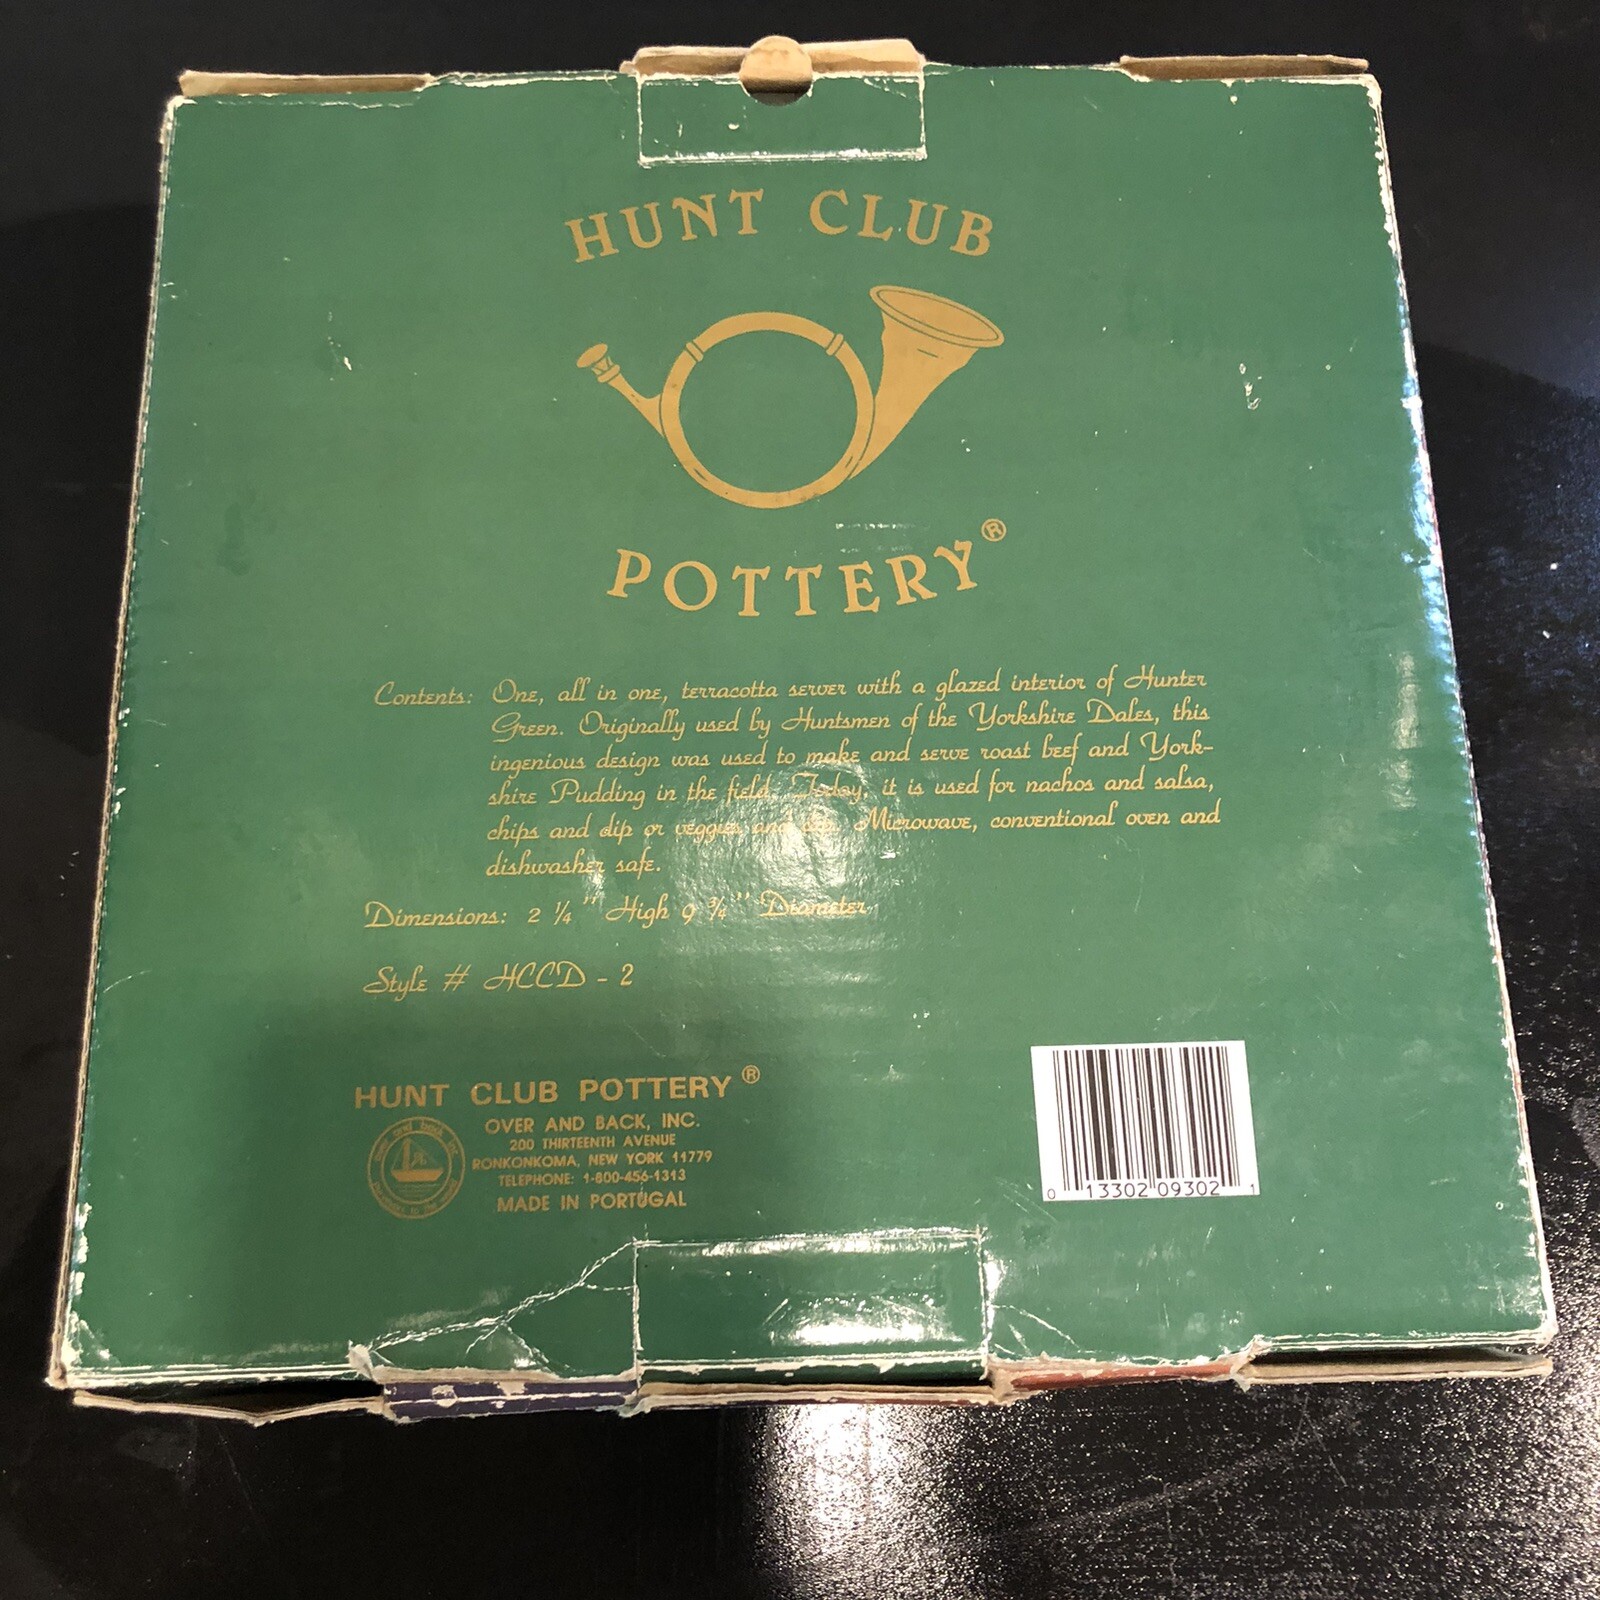 HUNT CLUB
POTTERY®
Contents: One, all in one, terracotta server with a glazed interior of Hunter
Green. Originally used by Huntsmen of the Yorkshire Dales, this
ingenious design was used to make and serve roast beef and York-
shire Pudding in the field. Today, it is used for nachos and salsa,
chips and dip or veggies and dip. Microwave, conventional oven and
dishwasher safe.
Dimensions: 2 1/4" High 9 3/4" Diameter
Style # HCCD - 2
HUNT CLUB POTTERY®
OVER AND BACK, INC.
200 THIRTEENTH AVENUE
RONKONKOMA, NEW YORK 11779
TELEPHONE: 1-800-456-1313
MADE IN PORTUGAL
over and back inc
0 13302 09302 1